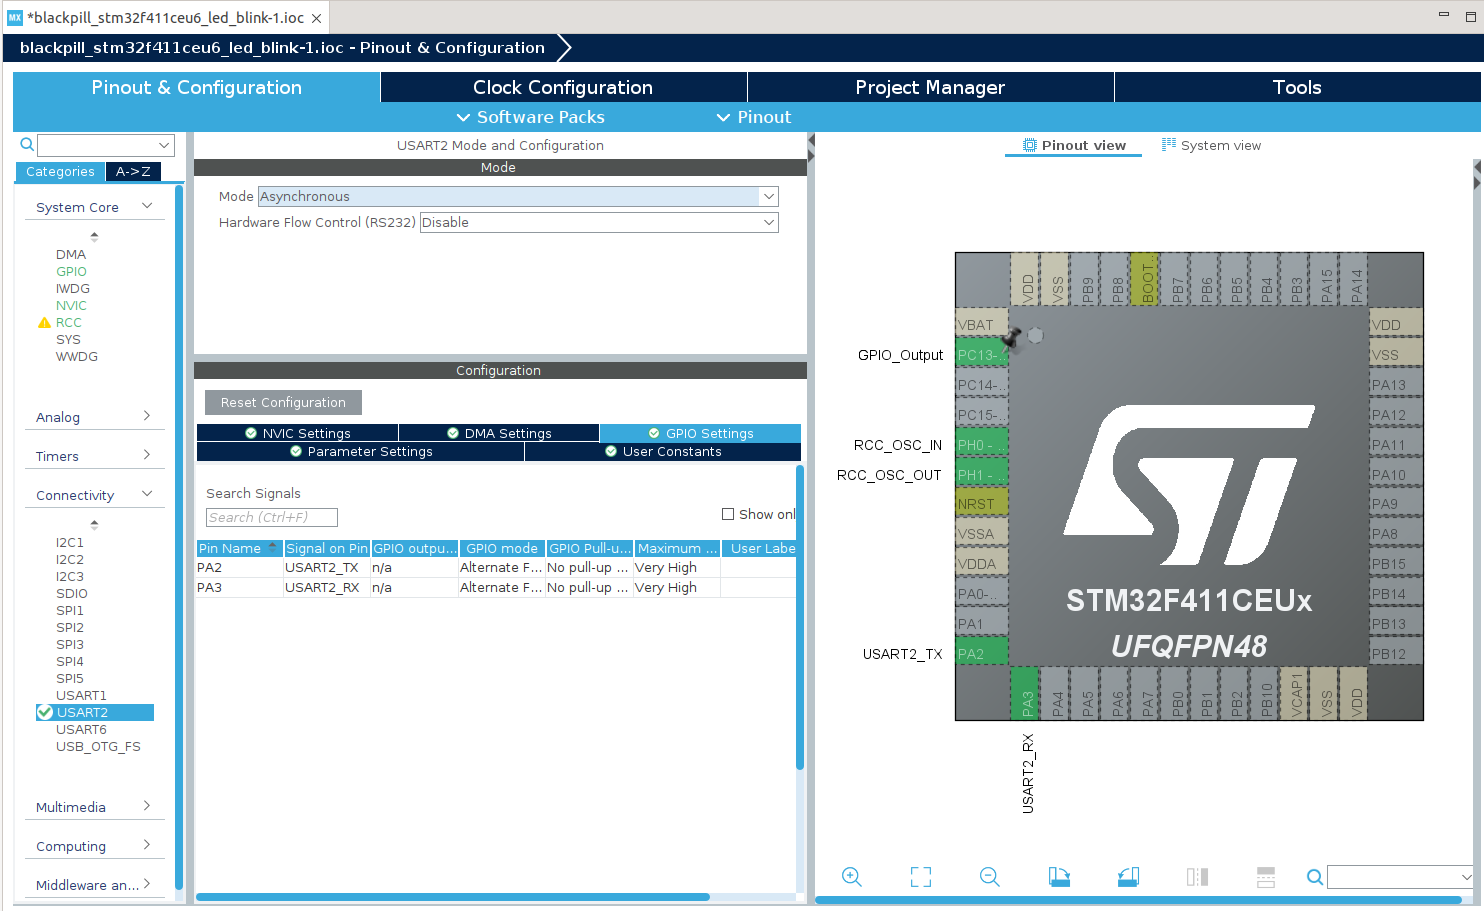 MX *blackpill_stm32f411ceu6_led_blink-1.ioc
blackpill_stm32f411ceu6_led_blink-1.ioc - Pinout & Configuration
Pinout & Configuration
Clock Configuration
Project Manager
Tools
Software Packs
Pinout
Categories
A->Z
System Core
DMA
GPIO
IWDG
NVIC
RCC
SYS
WWDG
Analog
Timers
Connectivity
I2C1
I2C2
I2C3
SDIO
SPI1
SPI2
SPI3
SPI4
SPI5
USART1
USART2
USART6
USB_OTG_FS
Multimedia
Computing
Middleware an...
USART2 Mode and Configuration
Mode
Mode Asynchronous
Hardware Flow Control (RS232) Disable
Configuration
Reset Configuration
NVIC Settings
DMA Settings
GPIO Settings
Parameter Settings
User Constants
Search Signals
Search (Ctrl+F)
Show onl
Pin Name Signal on Pin GPIO outpu... GPIO mode GPIO Pull-u... Maximum ... User Labe
PA2 USART2_TX n/a Alternate F... No pull-up ... Very High
PA3 USART2_RX n/a Alternate F... No pull-up ... Very High
Pinout view
System view
VDD
VSS
PB9
PB8
BOOT..
PB7
PB6
PB5
PB4
PB3
PA15
PA14
VBAT
GPIO_Output PC13-..
PC14-..
PC15-..
RCC_OSC_IN PH0 -
RCC_OSC_OUT PH1 - ..
NRST
VSSA
VDDA
PA0-..
PA1
USART2_TX PA2
VDD
VSS
PA13
PA12
PA11
PA10
PA9
PA8
PB15
PB14
PB13
PB12
ST
STM32F411CEUx
UFQFPN48
PA3
PA4
PA5
PA6
PA7
PB0
PB1
PB2
PB10
VCAP1
VSS
VDD
USART2_RX